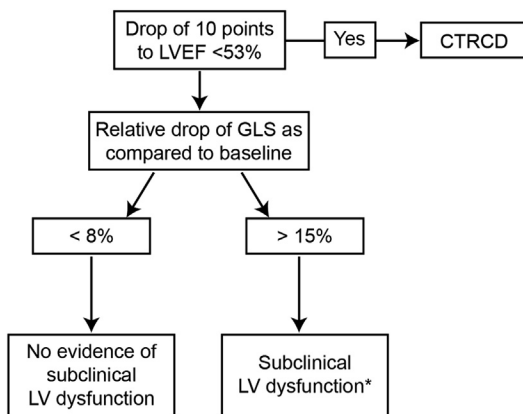 Drop of 10 points
to LVEF <53%
Yes
CTRCD
Relative drop of GLS as
compared to baseline
< 8%
> 15%
No evidence of
subclinical
LV dysfunction
Subclinical
LV dysfunction*